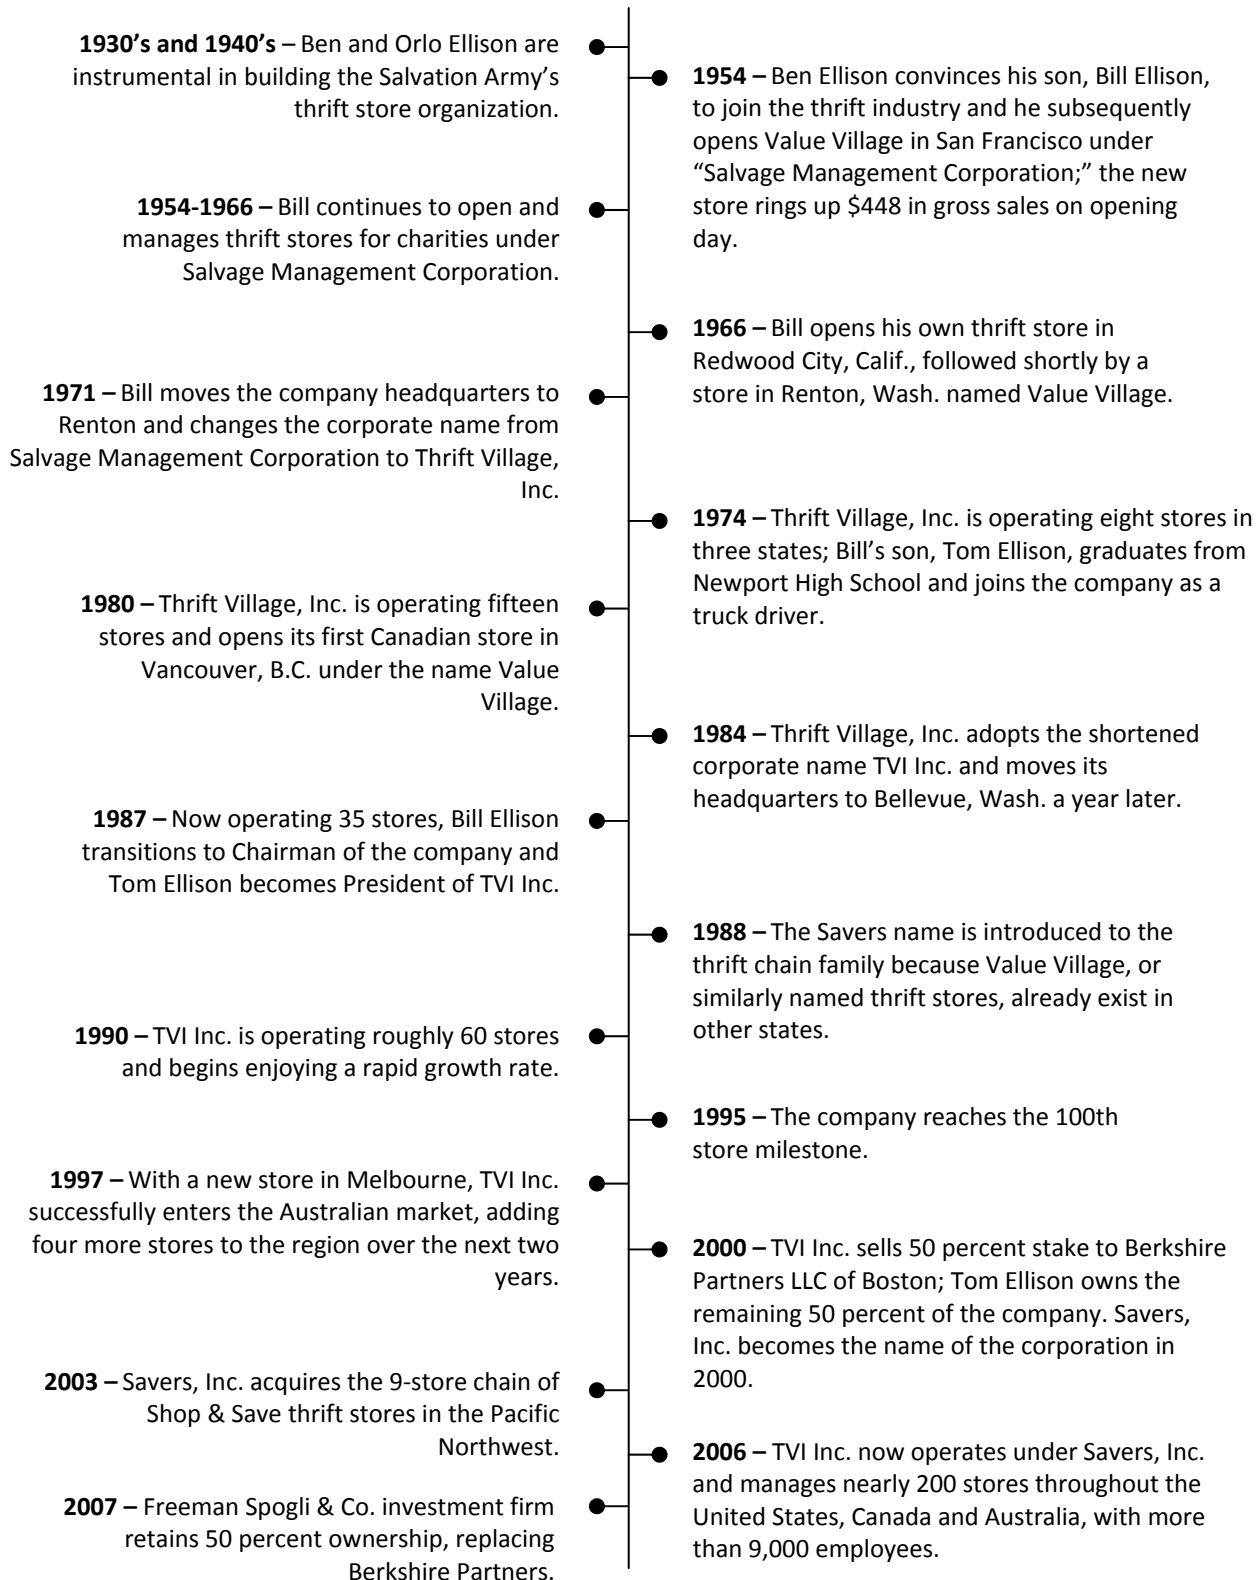 1930’s and 1940’s – Ben and Orlo Ellison are
instrumental in building the Salvation Army’s
thrift store organization.
1954 – Ben Ellison convinces his son, Bill Ellison,
to join the thrift industry and he subsequently
opens Value Village in San Francisco under
“Salvage Management Corporation;” the new
store rings up $448 in gross sales on opening
day.
1954-1966 – Bill continues to open and
manages thrift stores for charities under
Salvage Management Corporation.
1966 – Bill opens his own thrift store in
Redwood City, Calif., followed shortly by a
store in Renton, Wash. named Value Village.
1971 – Bill moves the company headquarters to
Renton and changes the corporate name from
Salvage Management Corporation to Thrift Village,
Inc.
1974 – Thrift Village, Inc. is operating eight stores in
three states; Bill’s son, Tom Ellison, graduates from
Newport High School and joins the company as a
truck driver.
1980 – Thrift Village, Inc. is operating fifteen
stores and opens its first Canadian store in
Vancouver, B.C. under the name Value
Village.
1984 – Thrift Village, Inc. adopts the shortened
corporate name TVI Inc. and moves its
headquarters to Bellevue, Wash. a year later.
1987 – Now operating 35 stores, Bill Ellison
transitions to Chairman of the company and
Tom Ellison becomes President of TVI Inc.
1988 – The Savers name is introduced to the
thrift chain family because Value Village, or
similarly named thrift stores, already exist in
other states.
1990 – TVI Inc. is operating roughly 60 stores
and begins enjoying a rapid growth rate.
1995 – The company reaches the 100th
store milestone.
1997 – With a new store in Melbourne, TVI Inc.
successfully enters the Australian market, adding
four more stores to the region over the next two
years.
2000 – TVI Inc. sells 50 percent stake to Berkshire
Partners LLC of Boston; Tom Ellison owns the
remaining 50 percent of the company. Savers,
Inc. becomes the name of the corporation in
2000.
2003 – Savers, Inc. acquires the 9-store chain of
Shop & Save thrift stores in the Pacific
Northwest.
2006 – TVI Inc. now operates under Savers, Inc.
and manages nearly 200 stores throughout the
United States, Canada and Australia, with more
than 9,000 employees.
2007 – Freeman Spogli & Co. investment firm
retains 50 percent ownership, replacing
Berkshire Partners.